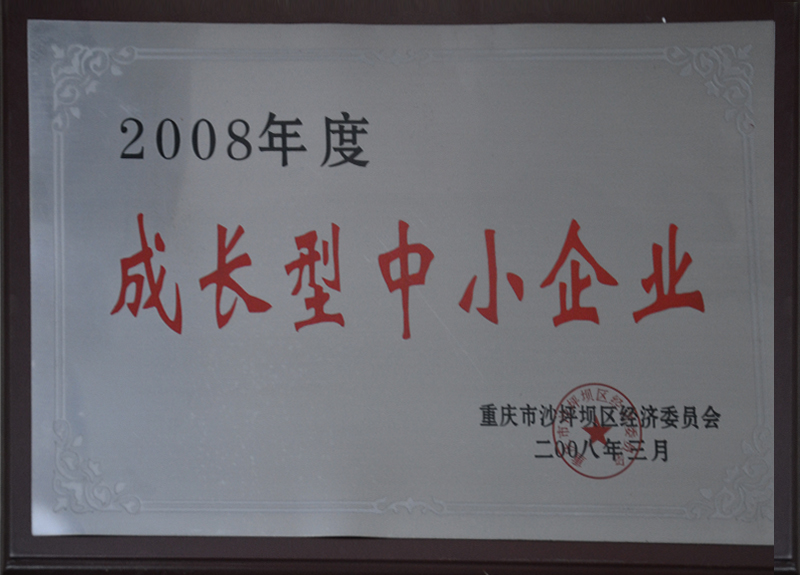 2008年度
成长型中小企业
重庆市沙坪坝区经济委员会
二00八年三月